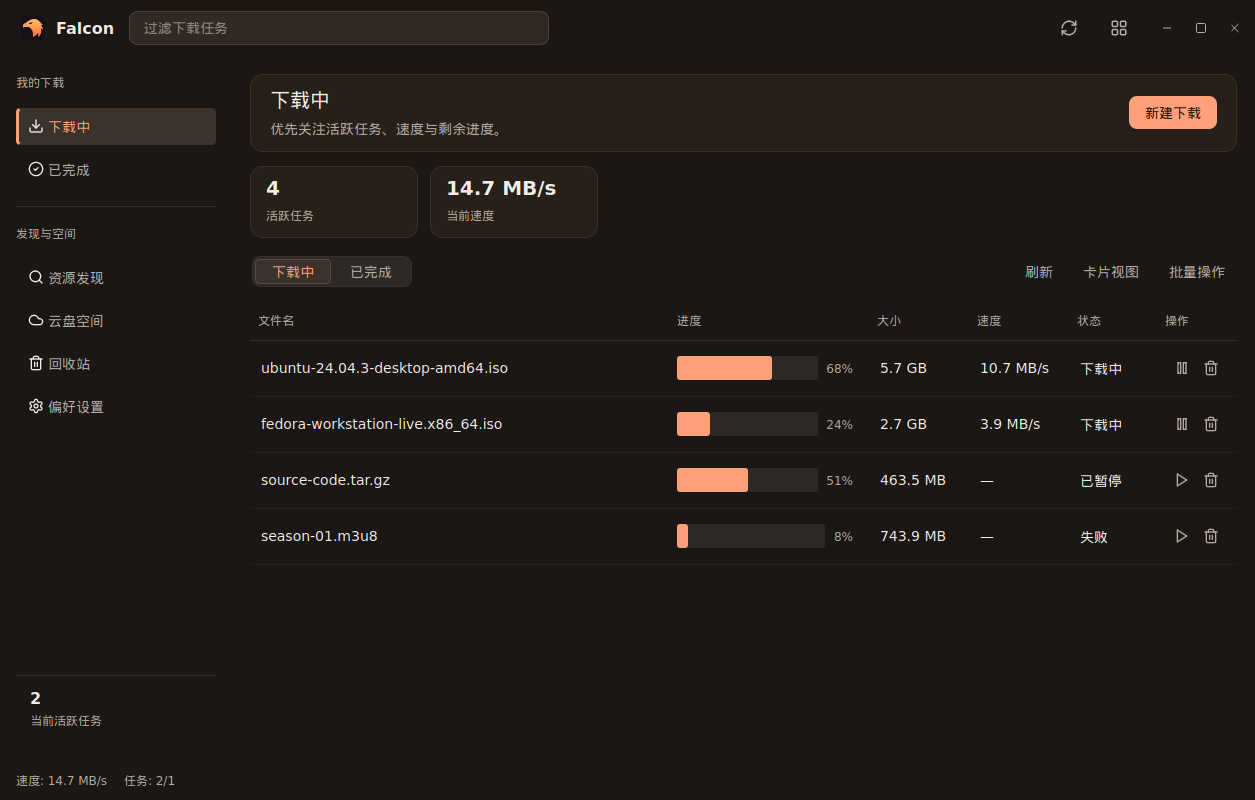 Falcon
过滤下载任务
我的下载
下载中
已完成
发现与空间
资源发现
云盘空间
回收站
偏好设置
2
当前活跃任务
速度: 14.7 MB/s 任务: 2/1
下载中
优先关注活跃任务、速度与剩余进度。
新建下载
4
活跃任务
14.7 MB/s
当前速度
下载中 已完成 刷新 卡片视图 批量操作
文件名 进度 大小 速度 状态 操作
ubuntu-24.04.3-desktop-amd64.iso 68% 5.7 GB 10.7 MB/s 下载中
fedora-workstation-live.x86_64.iso 24% 2.7 GB 3.9 MB/s 下载中
source-code.tar.gz 51% 463.5 MB — 已暂停
season-01.m3u8 8% 743.9 MB — 失败